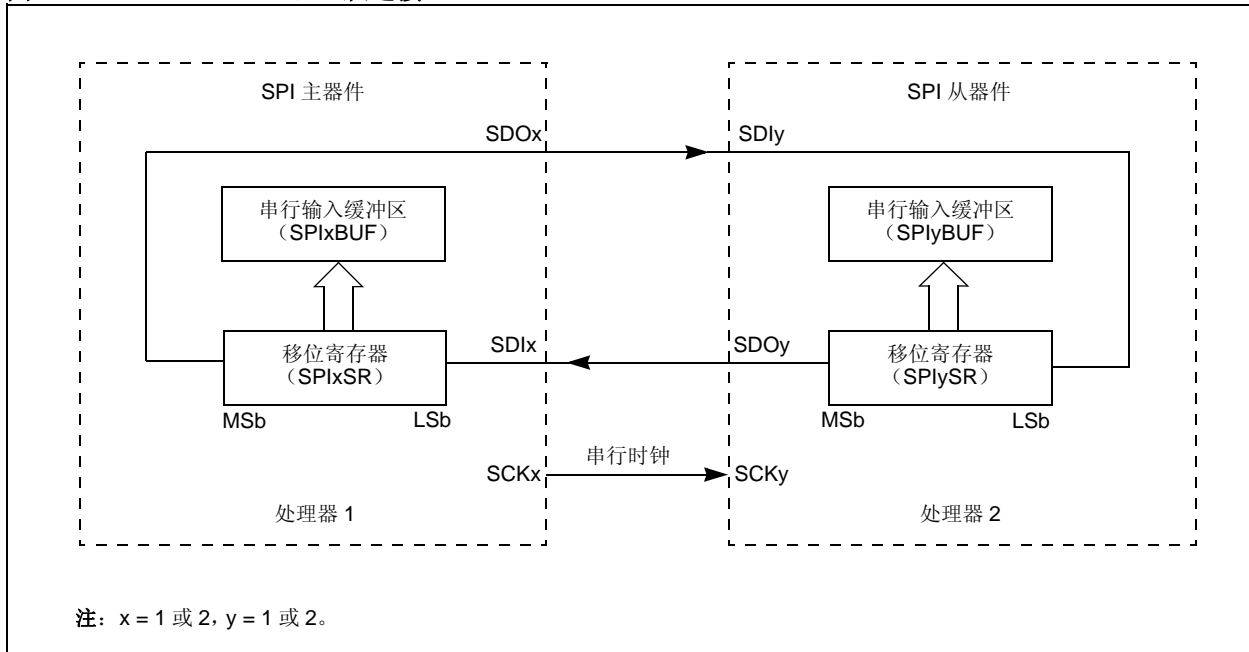 SPI 主器件
SPI 从器件
SDOx
SDIy
串行输入缓冲区
（SPIxBUF）
串行输入缓冲区
（SPIyBUF）
SDIx
SDOy
移位寄存器
（SPIxSR）
移位寄存器
（SPIySR）
MSb
LSb
MSb
LSb
串行时钟
SCKx
SCKy
处理器 1
处理器 2
注：x = 1 或 2，y = 1 或 2。